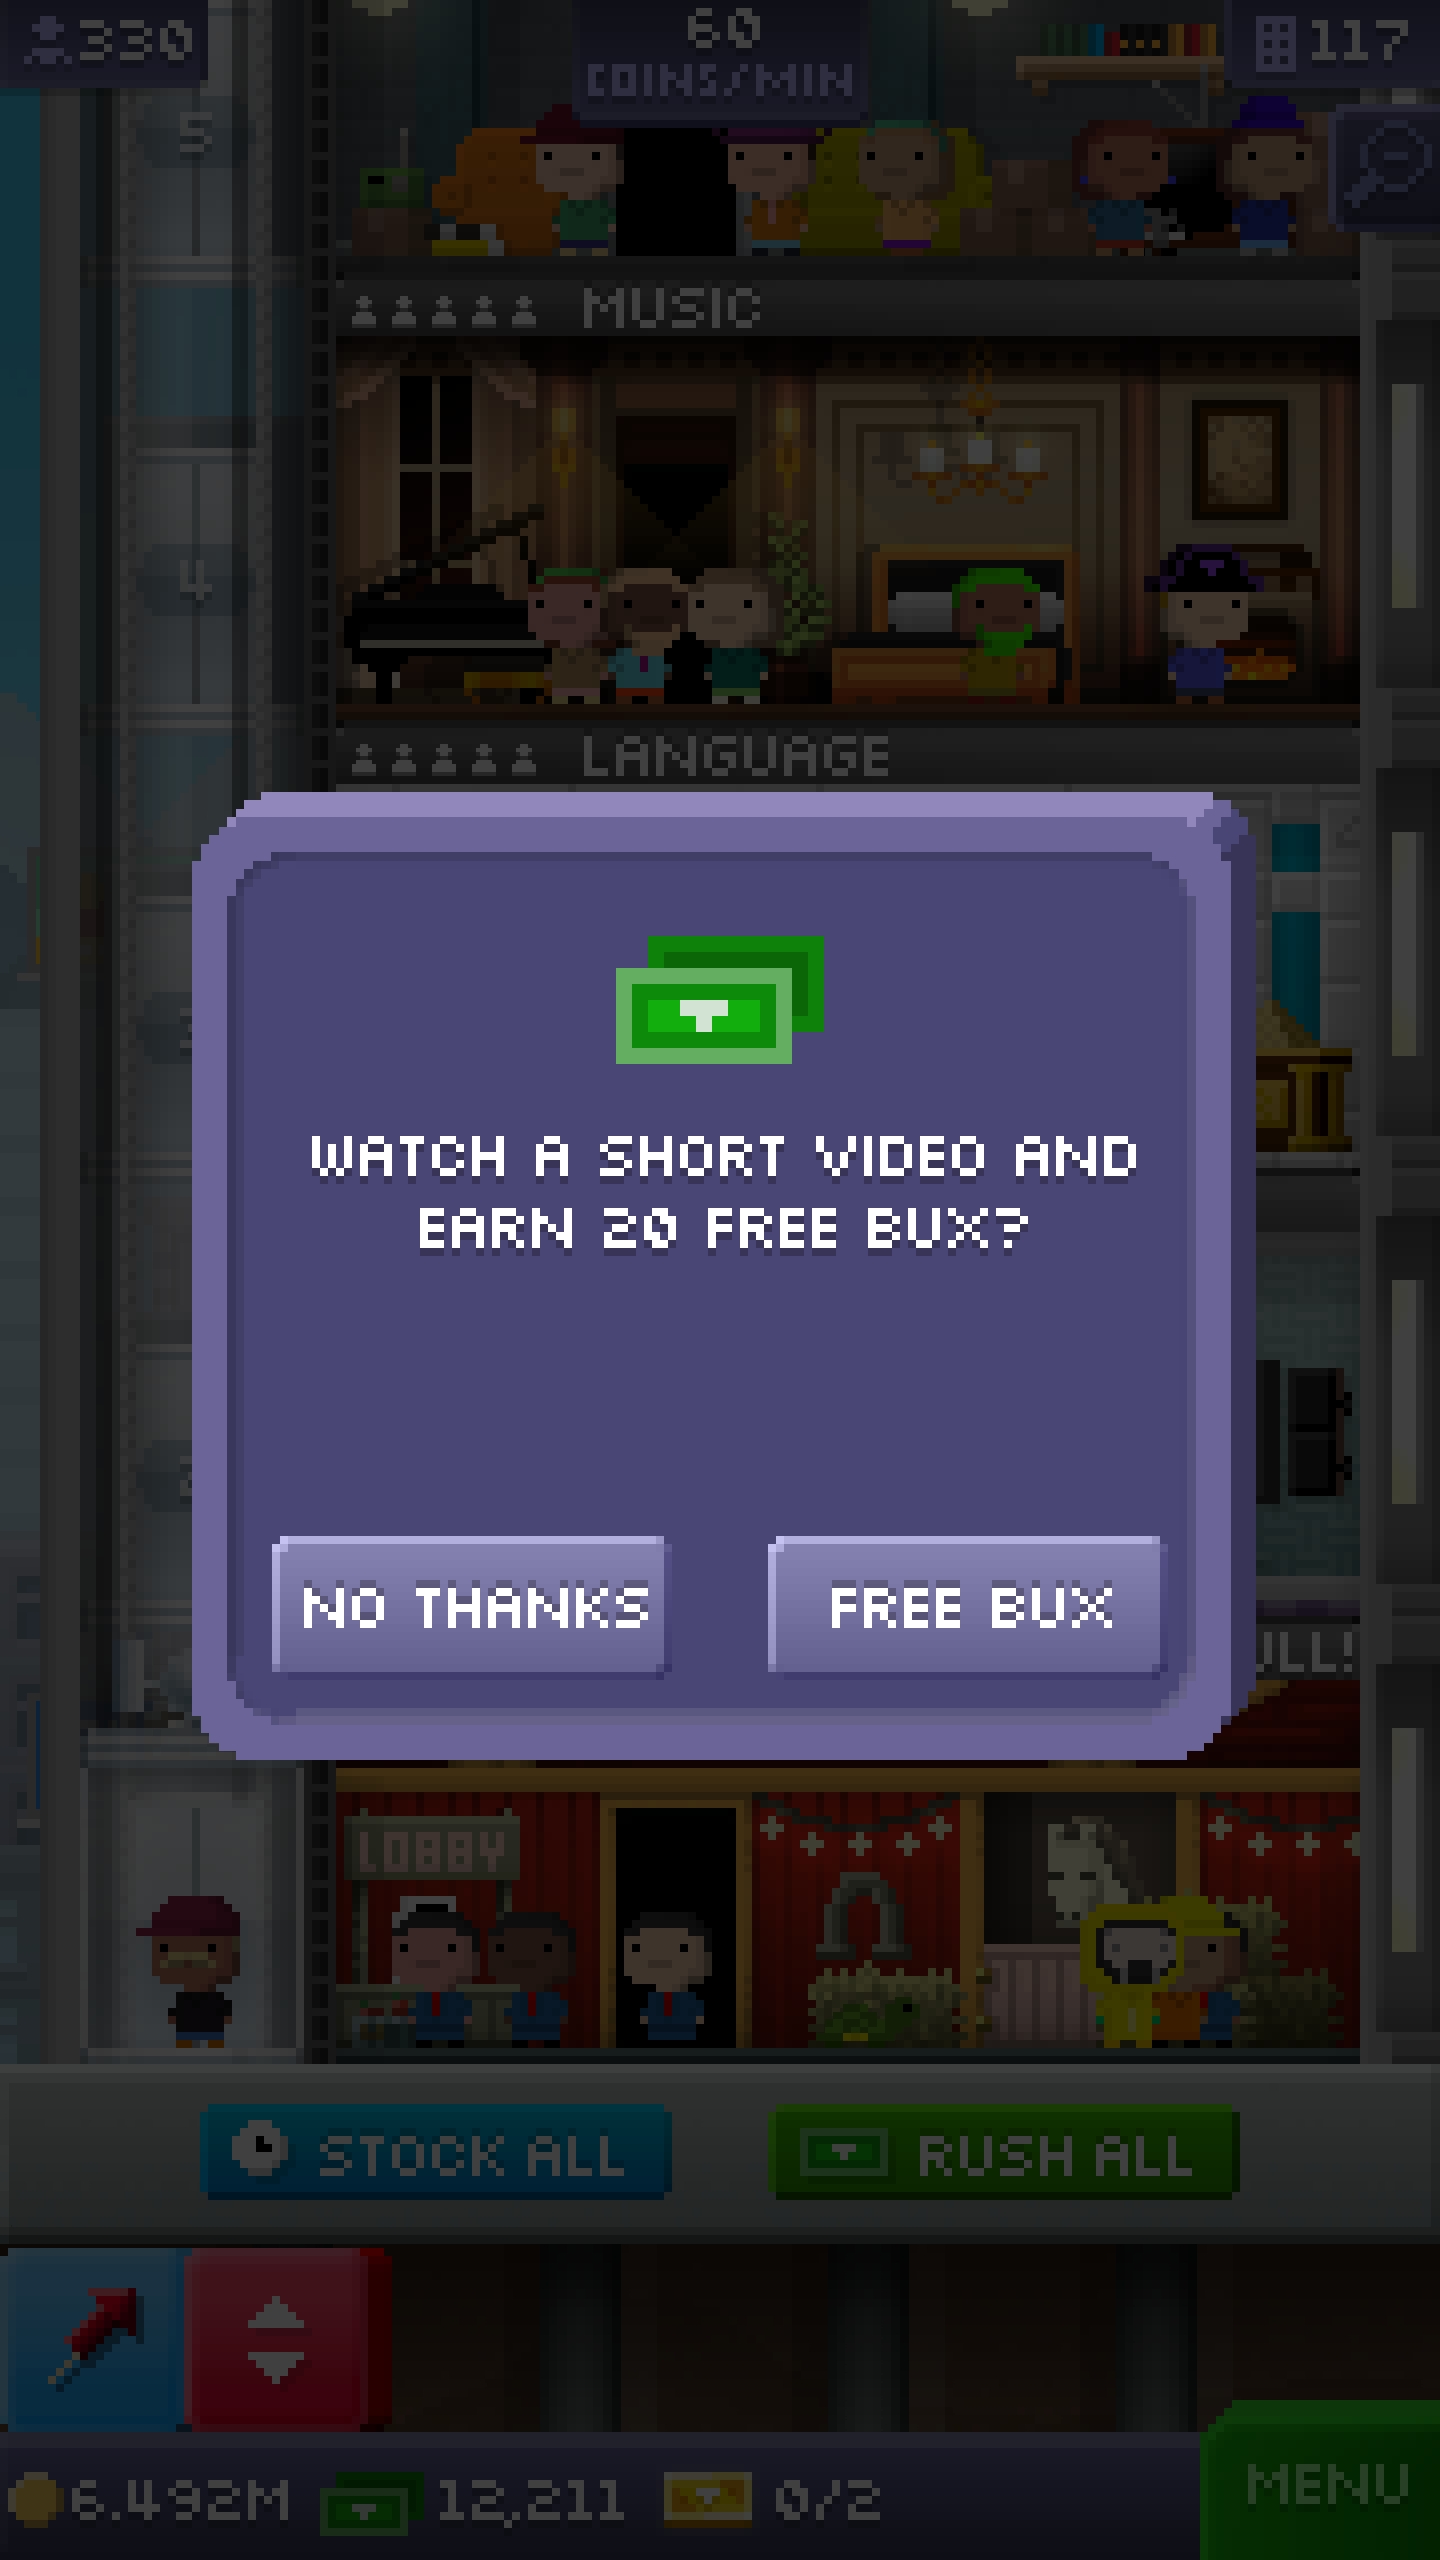 330
60
COINS/MIN
117
5
MUSIC
4
LANGUAGE
WATCH A SHORT VIDEO AND
EARN 20 FREE BUX?
NO THANKS
FREE BUX
ULL!
LOBBY
STOCK ALL
RUSH ALL
6.492M
12,211
0/2
MENU